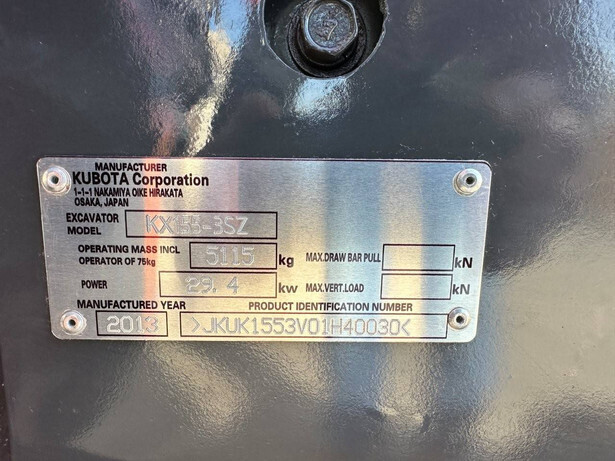 MANUFACTURER
KUBOTA Corporation
1-1-1 NAKAMIYA OIKE HIRAKATA
OSAKA, JAPAN
EXCAVATOR MODEL KX155-3SZ
OPERATING MASS INCL OPERATOR OF 75kg 5115 kg MAX.DRAW BAR PULL kN
POWER 29.4 kw MAX.VERT.LOAD kN
MANUFACTURED YEAR PRODUCT IDENTIFICATION NUMBER
2013 >JKUK1553V01H40030<
7